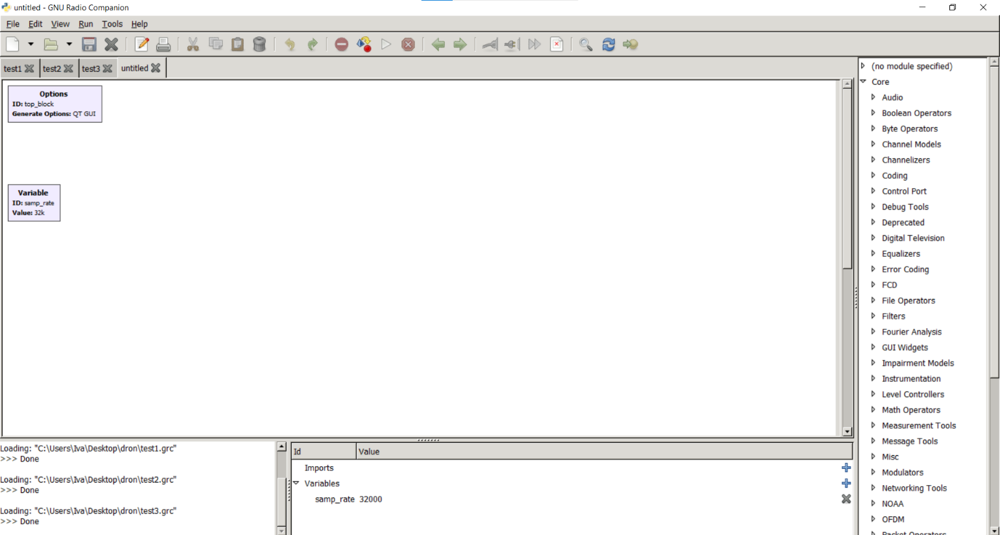 untitled - GNU Radio Companion
File Edit View Run Tools Help
test1 test2 test3 untitled
Options
ID: top_block
Generate Options: QT GUI
Variable
ID: samp_rate
Value: 32k
Loading: "C:\Users\Iva\Desktop\dron\test1.grc"
>>> Done
Loading: "C:\Users\Iva\Desktop\dron\test2.grc"
>>> Done
Loading: "C:\Users\Iva\Desktop\dron\test3.grc"
>>> Done
Id Value
Imports
Variables
samp_rate 32000
(no module specified)
Core
Audio
Boolean Operators
Byte Operators
Channel Models
Channelizers
Coding
Control Port
Debug Tools
Deprecated
Digital Television
Equalizers
Error Coding
FCD
File Operators
Filters
Fourier Analysis
GUI Widgets
Impairment Models
Instrumentation
Level Controllers
Math Operators
Measurement Tools
Message Tools
Misc
Modulators
Networking Tools
NOAA
OFDM
Packet Operators